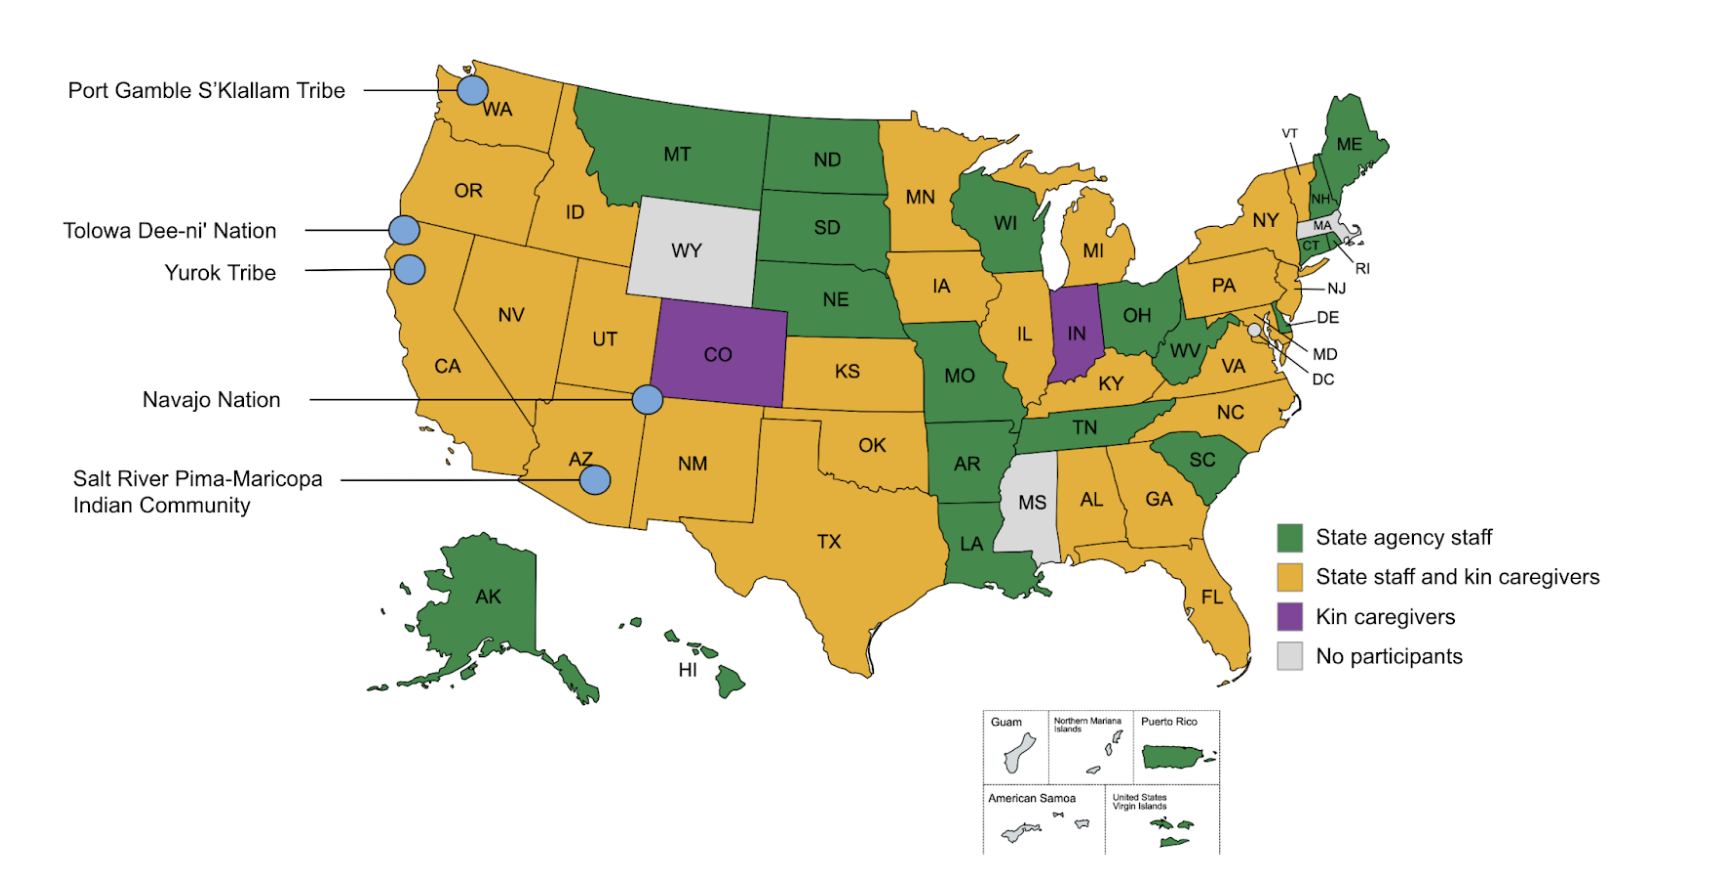 Port Gamble S'Klallam Tribe
Tolowa Dee-ni' Nation
Yurok Tribe
Navajo Nation
Salt River Pima-Maricopa
Indian Community
WA
OR
ID
MT
ND
MN
SD
WY
NE
IA
WI
MI
NV
UT
CO
CA
KS
MO
IL
IN
OH
KY
WV
VA
PA
NY
VT
NH
ME
MA
CT
RI
NJ
DE
MD
DC
AZ
NM
OK
AR
TN
NC
SC
TX
LA
MS
AL
GA
FL
AK
HI
State agency staff
State staff and kin caregivers
Kin caregivers
No participants
Guam
Northern Mariana
Islands
Puerto Rico
American Samoa
United States
Virgin Islands